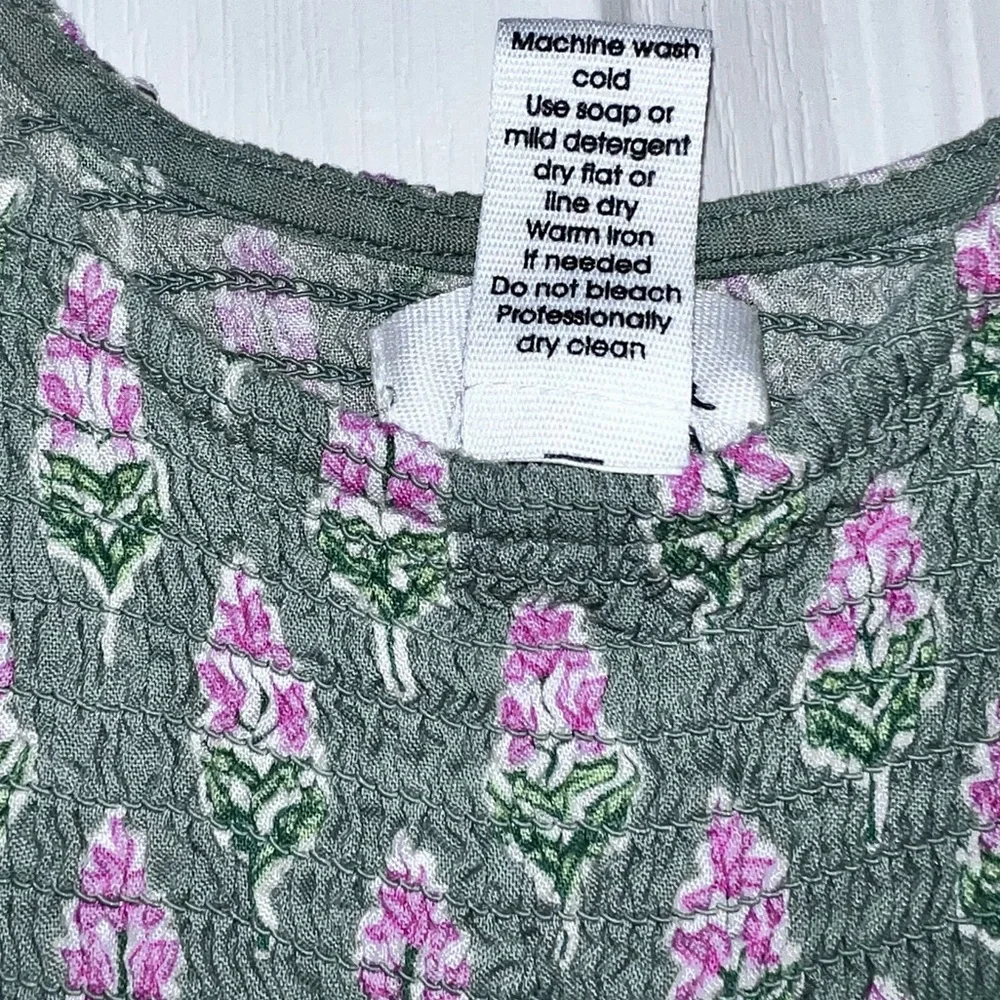 Machine wash
cold
Use soap or
mild detergent
dry flat or
line dry
Warm Iron
If needed
Do not bleach
Professionally
dry clean